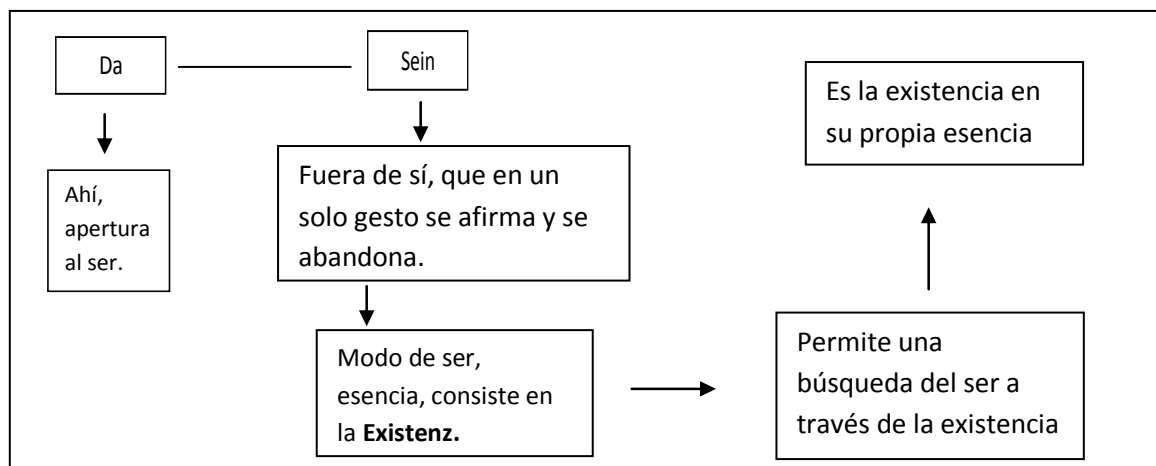 Da
Sein
Ahí,
apertura
al ser.
Fuera de sí, que en un
solo gesto se afirma y se
abandona.
Modo de ser,
esencia, consiste en
la Existenz.
Permite una
búsqueda del ser a
través de la existencia
Es la existencia en
su propia esencia